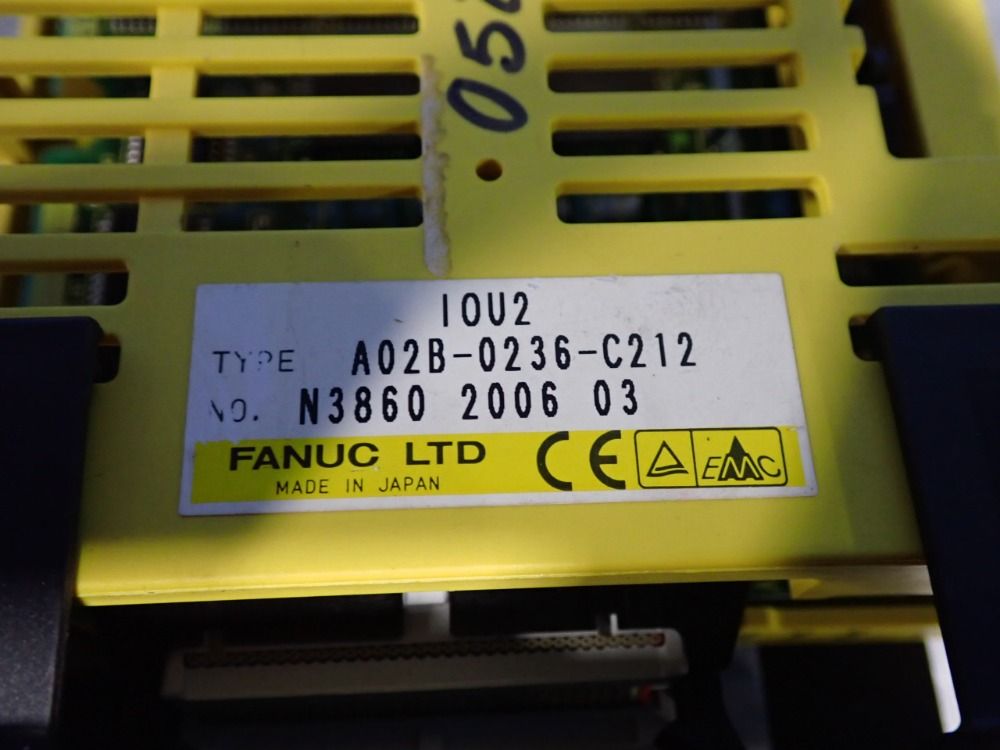 IOU2
TYPE A02B-0236-C212
NO. N3860 2006 03
FANUC LTD
MADE IN JAPAN
CE
EMC